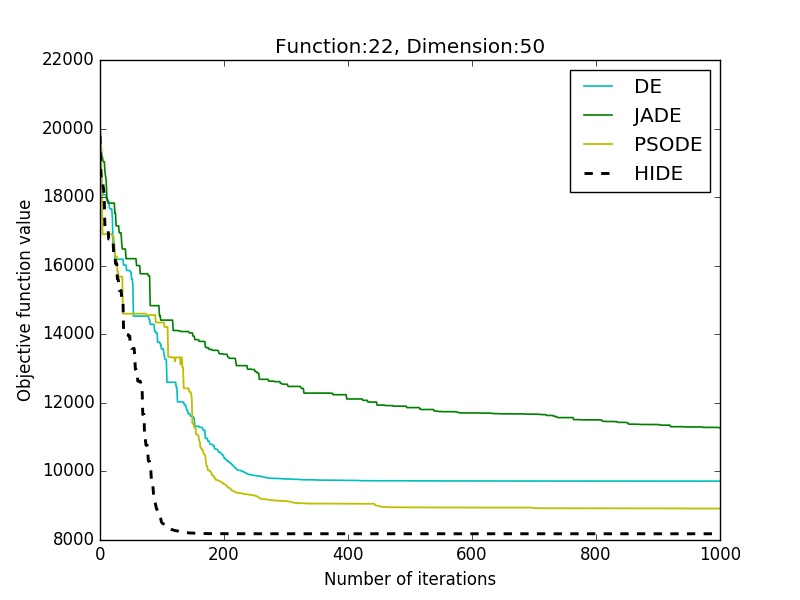 Function:22, Dimension:50
22000
20000
18000
16000
14000
12000
10000
8000
Objective function value
DE
JADE
PSODE
HIDE
0
200
400
600
800
1000
Number of iterations